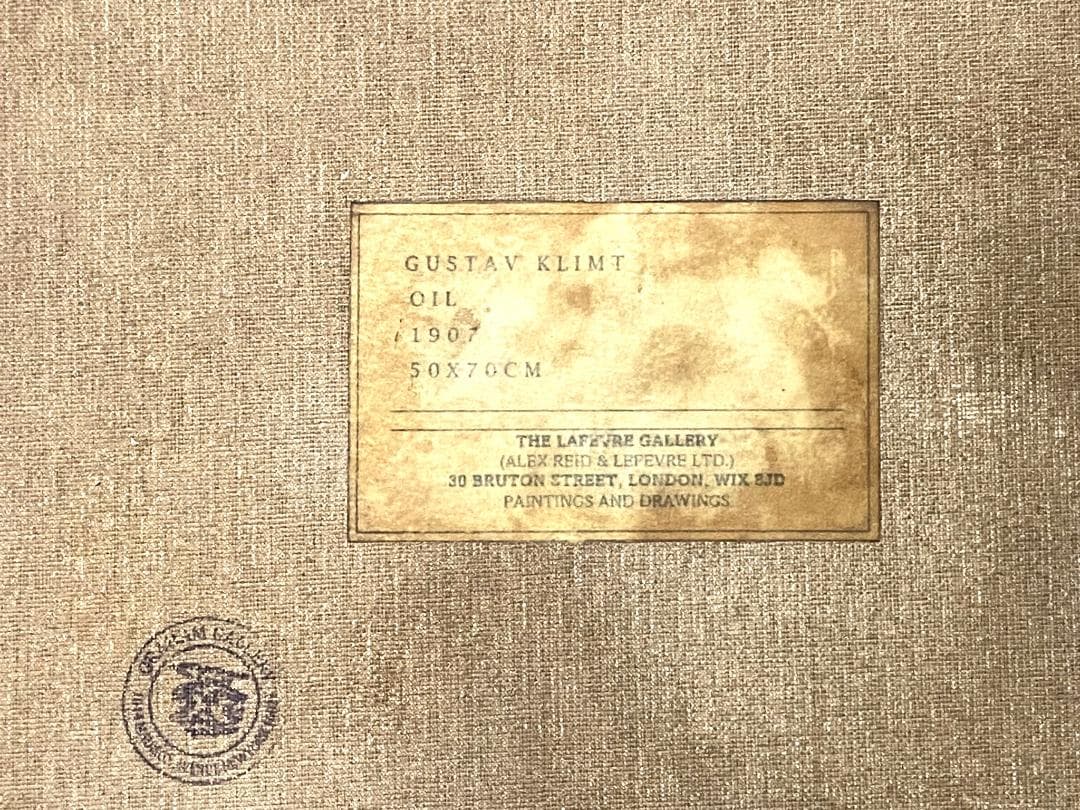 GUSTAV KLIMT
OIL
1907
50X70CM
THE LAFEVRE GALLERY
(ALEX REID & LEFEVRE LTD.)
30 BRUTON STREET, LONDON, WIX 8JD
PAINTINGS AND DRAWINGS
GALLERY